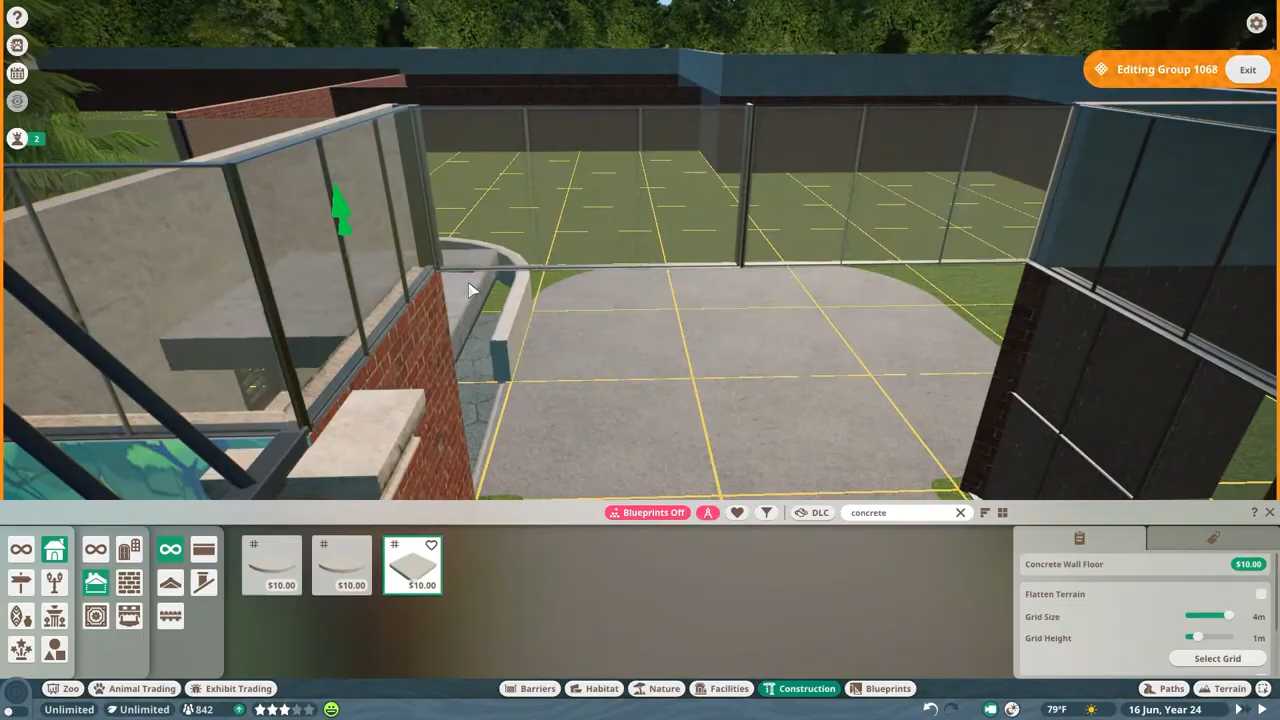 ?
Editing Group 1068
Exit
2
Blueprints Off
DLC
concrete
?
$10.00
$10.00
$10.00
Concrete Wall Floor
$10.00
Flatten Terrain
Grid Size
4m
Grid Height
1m
Select Grid
Zoo
Animal Trading
Exhibit Trading
Barriers
Habitat
Nature
Facilities
Construction
Blueprints
Paths
Terrain
Unlimited
Unlimited
842
79°F
16 Jun, Year 24